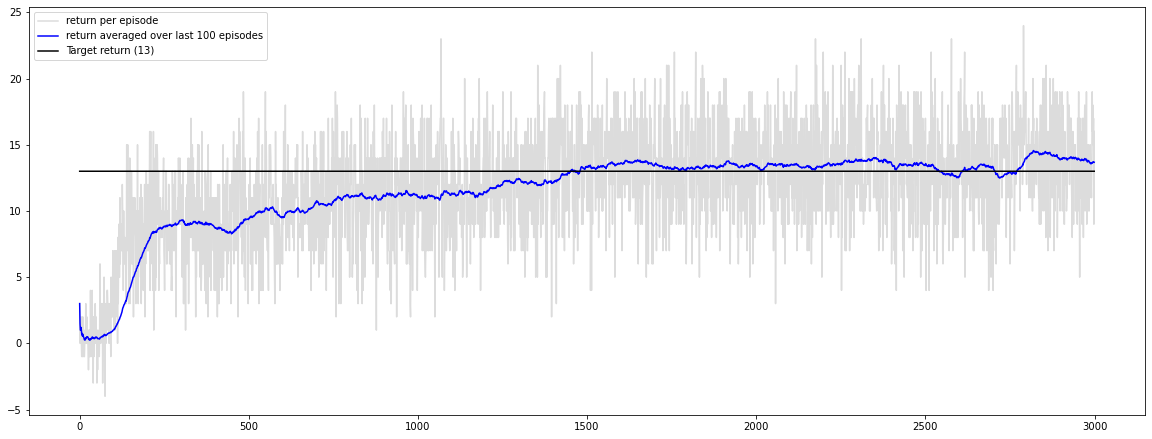 return per episode
return averaged over last 100 episodes
Target return (13)
25
20
15
10
5
0
−5
0 500 1000 1500 2000 2500 3000